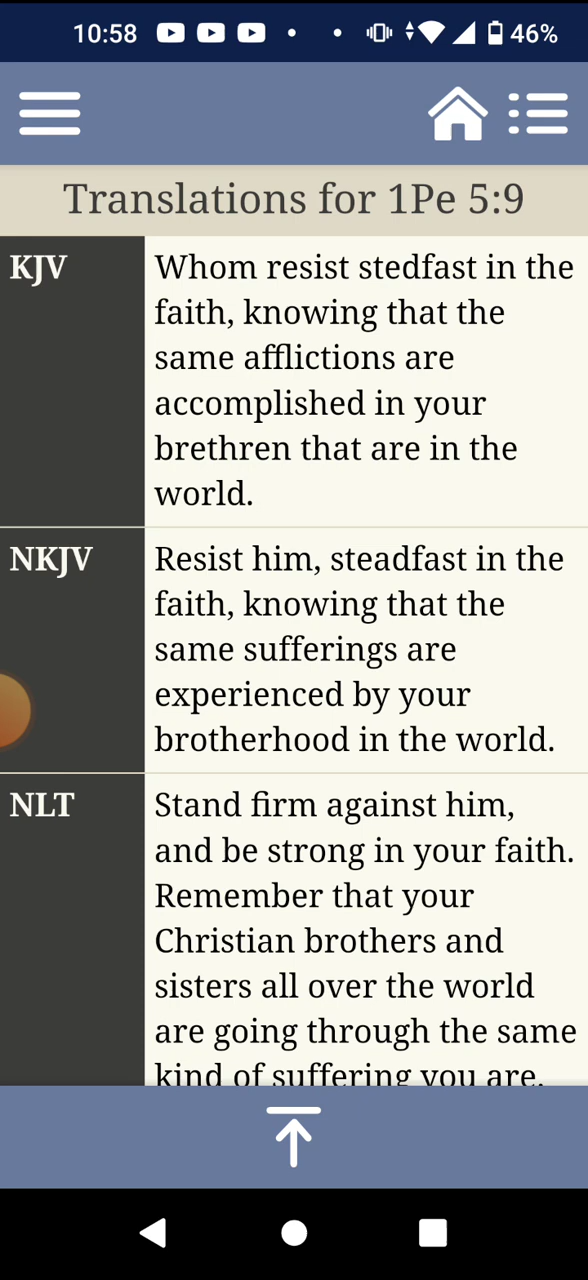 10:58
46%
Translations for 1Pe 5:9
KJV
Whom resist stedfast in the
faith, knowing that the
same afflictions are
accomplished in your
brethren that are in the
world.
NKJV
Resist him, steadfast in the
faith, knowing that the
same sufferings are
experienced by your
brotherhood in the world.
NLT
Stand firm against him,
and be strong in your faith.
Remember that your
Christian brothers and
sisters all over the world
are going through the same
kind of suffering you are.